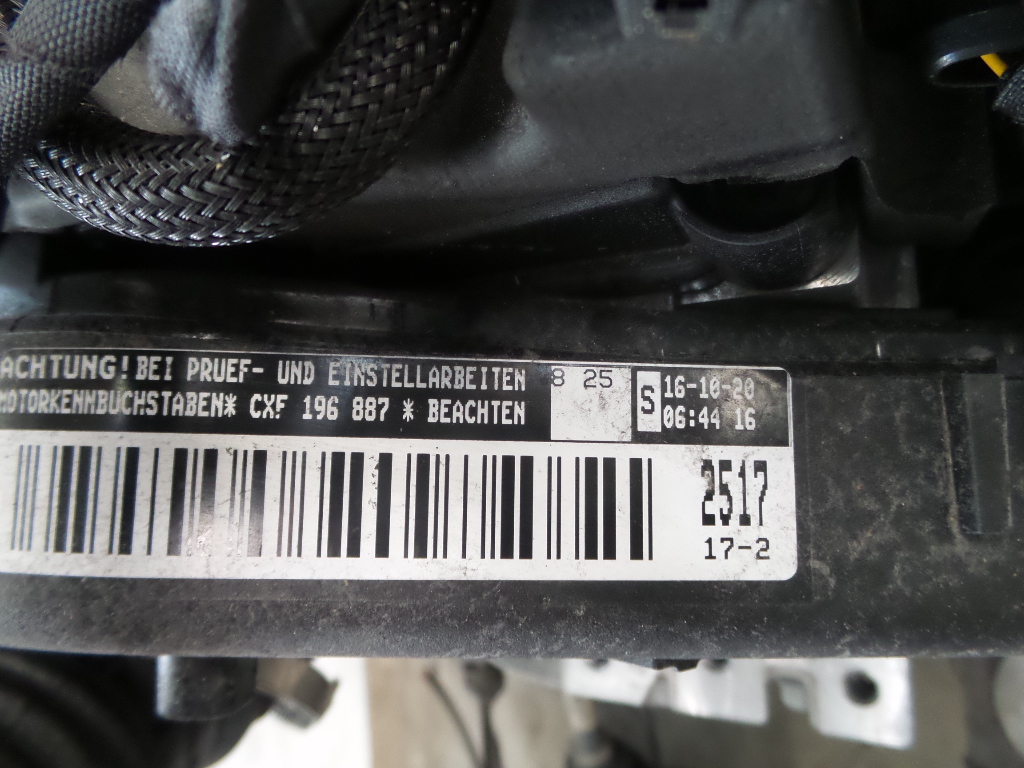 ACHTUNG! BEI PRUEF- UND EINSTELLARBEITEN
MOTORKENNBUCHSTABEN* CXF 196 887 * BEACHTEN
8 25
S
16-10-20
06:44 16
2517
17-2